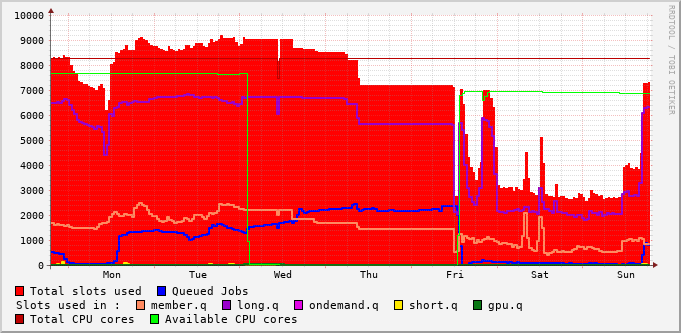 10000
9000
8000
7000
6000
5000
4000
3000
2000
1000
0
Mon Tue Wed Thu Fri Sat Sun
RRDTOOL / TOBI OETIKER
Total slots used Queued Jobs
Slots used in : member.q long.q ondemand.q short.q gpu.q
Total CPU cores Available CPU cores